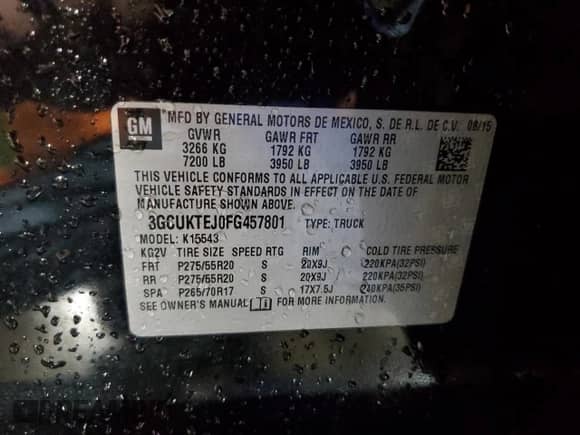 GM
*MFD BY GENERAL MOTORS DE MEXICO, S. DE R.L. DE C.V. 08/15
GVWR GAWR FRT GAWR RR
3266 KG 1792 KG 1792 KG
7200 LB 3950 LB 3950 LB
THIS VEHICLE CONFORMS TO ALL APPLICABLE U.S. FEDERAL MOTOR
VEHICLE SAFETY STANDARDS IN EFFECT ON THE DATE OF
MANUFACTURE SHOWN ABOVE.
3GCUKTEJ0FG457801 TYPE: TRUCK
MODEL: K15543
KG2V TIRE SIZE SPEED RTG RIM COLD TIRE PRESSURE
FRT P275/55R20 S 20X9J 220KPA(32PSI)
RR P275/55R20 S 20X9J 220KPA(32PSI)
SPA P265/70R17 S 17X7.5J 240KPA(35PSI)
SEE OWNER'S MANUAL FOR MORE INFORMATION.